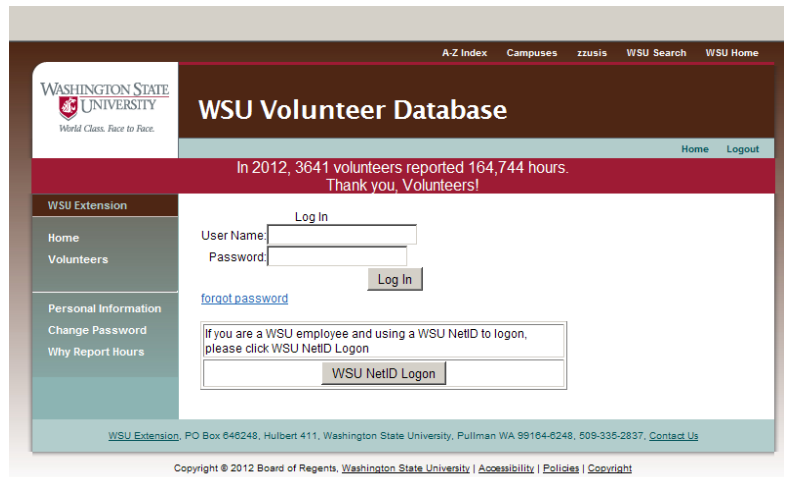 A-Z Index Campuses zzusis WSU Search WSU Home
WASHINGTON STATE
UNIVERSITY
World Class. Face to Face.
WSU Volunteer Database
Home Logout
In 2012, 3641 volunteers reported 164,744 hours.
Thank you, Volunteers!
WSU Extension
Home
Volunteers
Personal Information
Change Password
Why Report Hours
Log In
User Name:
Password:
Log In
forgot password
If you are a WSU employee and using a WSU NetID to logon,
please click WSU NetID Logon
WSU NetID Logon
WSU Extension, PO Box 646248, Hulbert 411, Washington State University, Pullman WA 99164-6248, 509-335-2837, Contact Us
Copyright © 2012 Board of Regents, Washington State University | Accessibility | Policies | Copyright